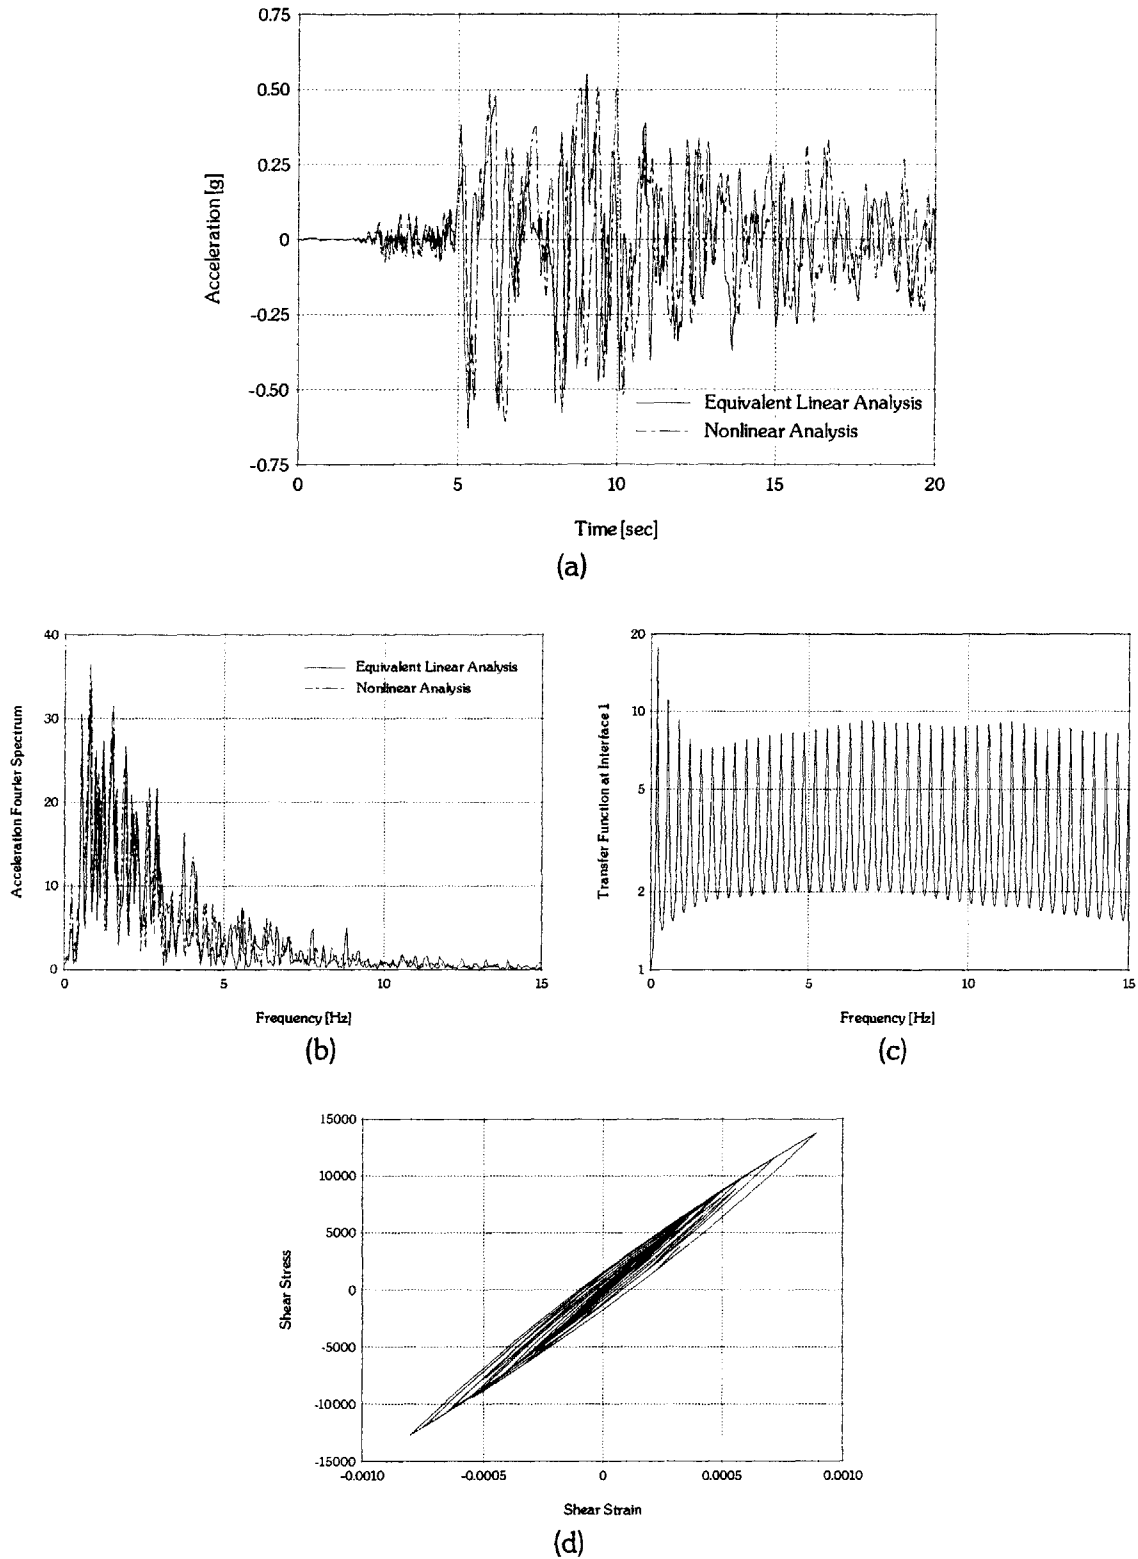 0.75
0.50
0.25
0
-0.25
-0.50
-0.75
Acceleration [g]
Equivalent Linear Analysis
Nonlinear Analysis
0 5 10 15 20
Time [sec]
(a)
40
30
20
10
0
Acceleration Fourier Spectrum
Equivalent Linear Analysis
Nonlinear Analysis
0 5 10 15
Frequency [Hz]
(b)
20
10
5
2
1
Transfer Function at Interface 1
0 5 10 15
Frequency [Hz]
(c)
15000
10000
5000
0
-5000
-10000
-15000
Shear Stress
-0.0010 -0.0005 0 0.0005 0.0010
Shear Strain
(d)